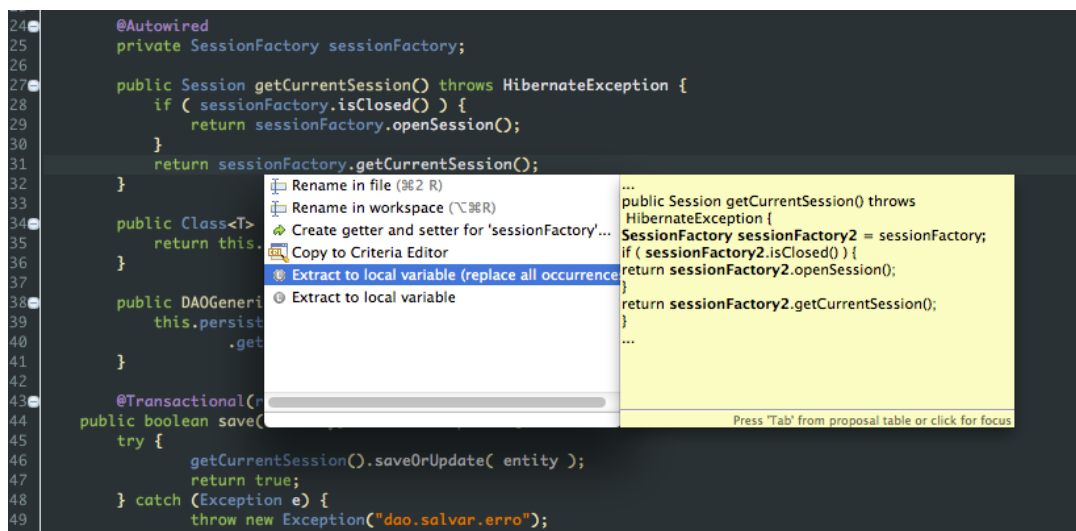 24 @Autowired
25 private SessionFactory sessionFactory;
26
27 public Session getCurrentSession() throws HibernateException {
28 if ( sessionFactory.isClosed() ) {
29 return sessionFactory.openSession();
30 }
31 return sessionFactory.getCurrentSession();
32 }
33
34 public Class<T>
35 return this.
36 }
37
38 public DAOGeneri
39 this.persist
40 .get
41 }
42
43 @Transactional(r
44 public boolean save(
45 try {
46 getCurrentSession().saveOrUpdate( entity );
47 return true;
48 } catch (Exception e) {
49 throw new Exception("dao.salvar.erro");
Rename in file (⌘2 R)
Rename in workspace (⌥⌘R)
Create getter and setter for 'sessionFactory'...
Copy to Criteria Editor
Extract to local variable (replace all occurrence
Extract to local variable
...
public Session getCurrentSession() throws
HibernateException {
SessionFactory sessionFactory2 = sessionFactory;
if ( sessionFactory2.isClosed() ) {
return sessionFactory2.openSession();
}
return sessionFactory2.getCurrentSession();
}
...
Press 'Tab' from proposal table or click for focus